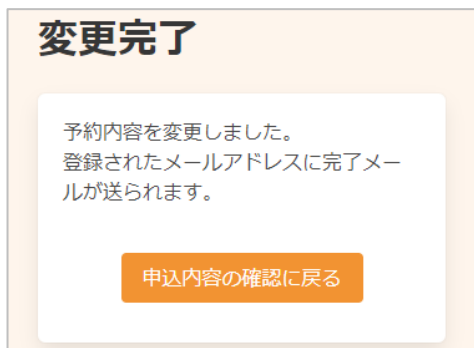 変更完了
予約内容を変更しました。
登録されたメールアドレスに完了メー
ルが送られます。
申込内容の確認に戻る